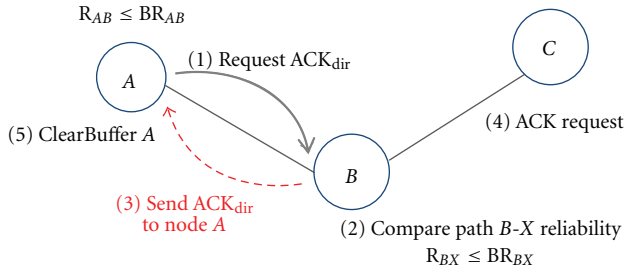 R_AB ≤ BR_AB
(1) Request ACK_dir
A
C
(5) ClearBuffer A
(4) ACK request
B
(3) Send ACK_dir
to node A
(2) Compare path B-X reliability
R_BX ≤ BR_BX